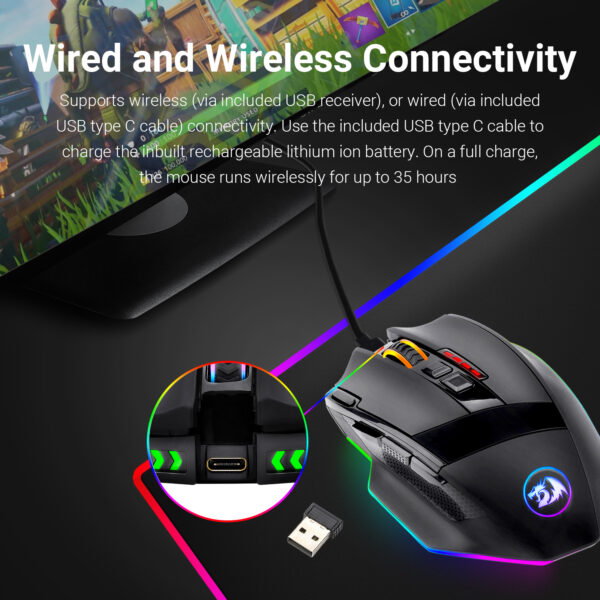 Wired and Wireless Connectivity
Supports wireless (via included USB receiver), or wired (via included
USB type C cable) connectivity. Use the included USB type C cable to
charge the inbuilt rechargeable lithium ion battery. On a full charge,
the mouse runs wirelessly for up to 35 hours